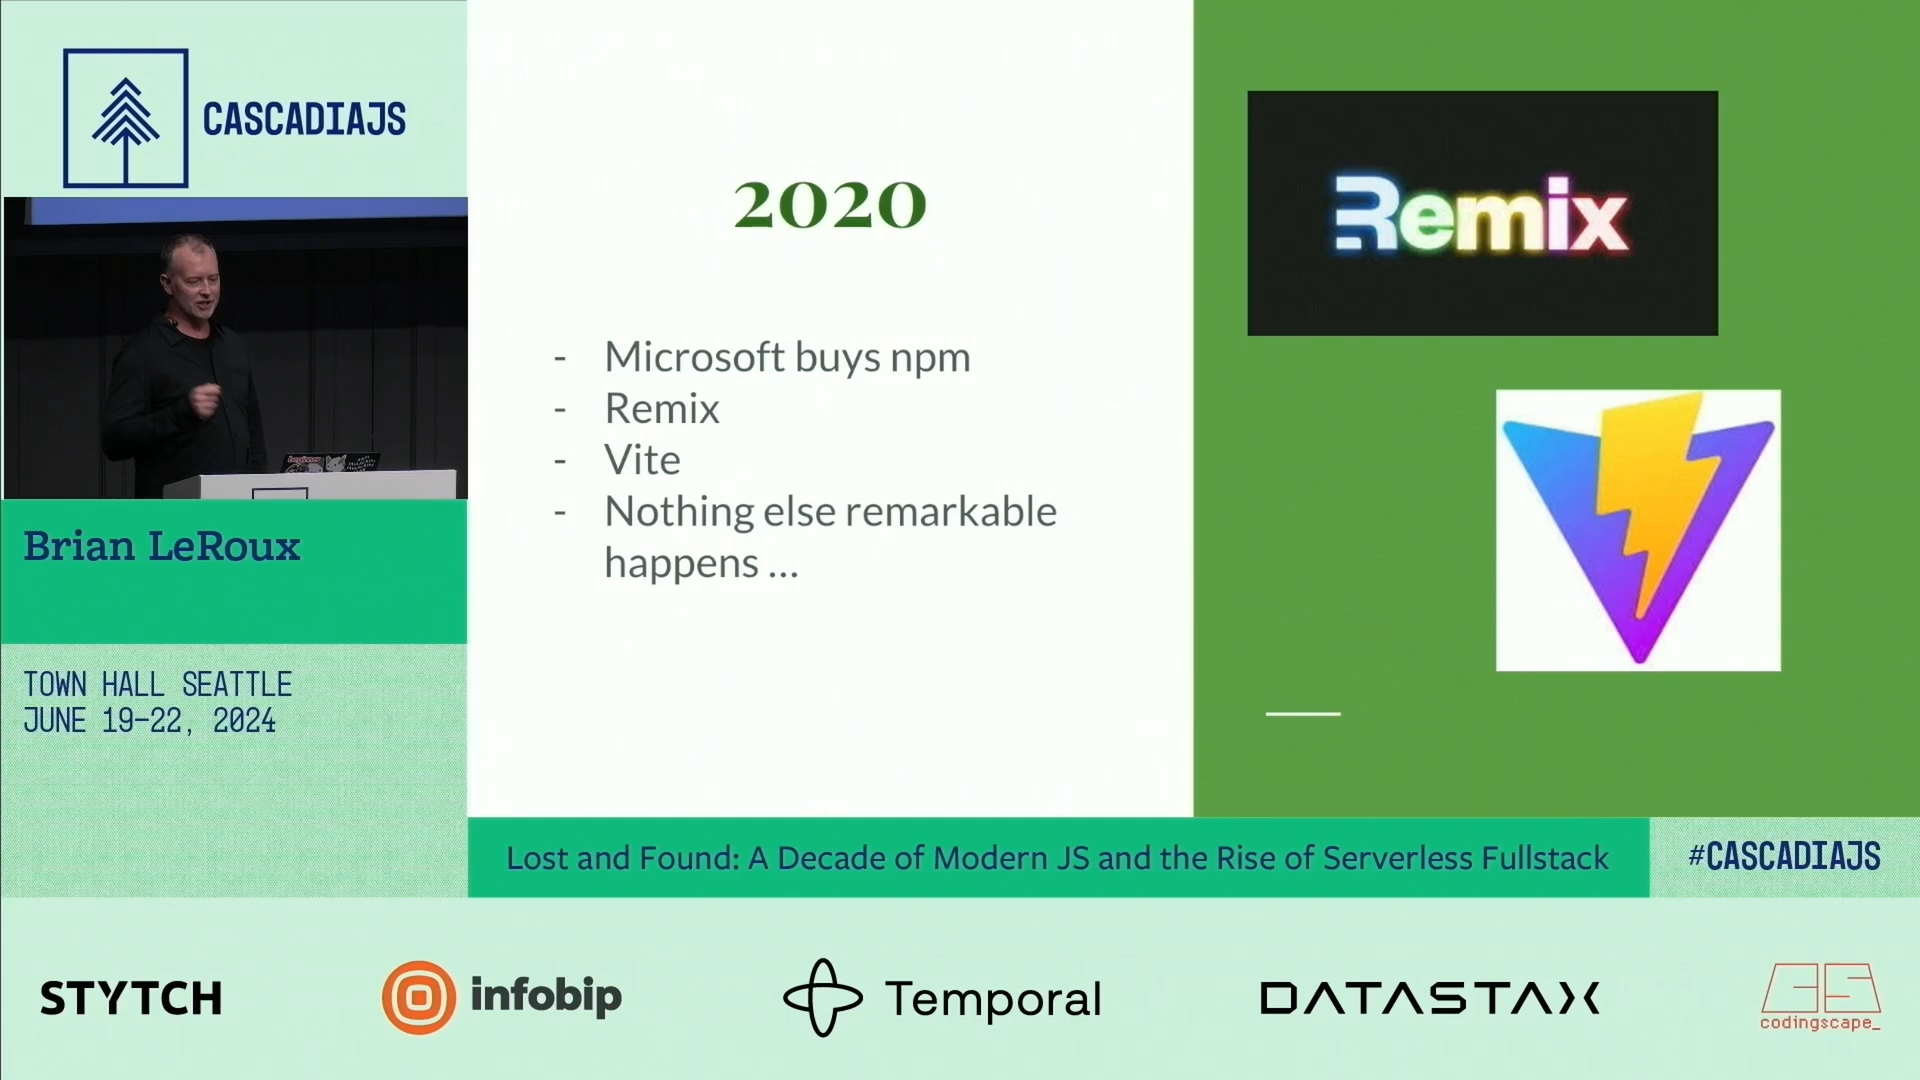 CASCADIAJS
2020
- Microsoft buys npm
- Remix
- Vite
- Nothing else remarkable
happens ...
Remix
Brian LeRoux
TOWN HALL SEATTLE
JUNE 19-22, 2024
Lost and Found: A Decade of Modern JS and the Rise of Serverless Fullstack
#CASCADIAJS
STYTCH
infobip
Temporal
DATASTAX
CS
codingscape_